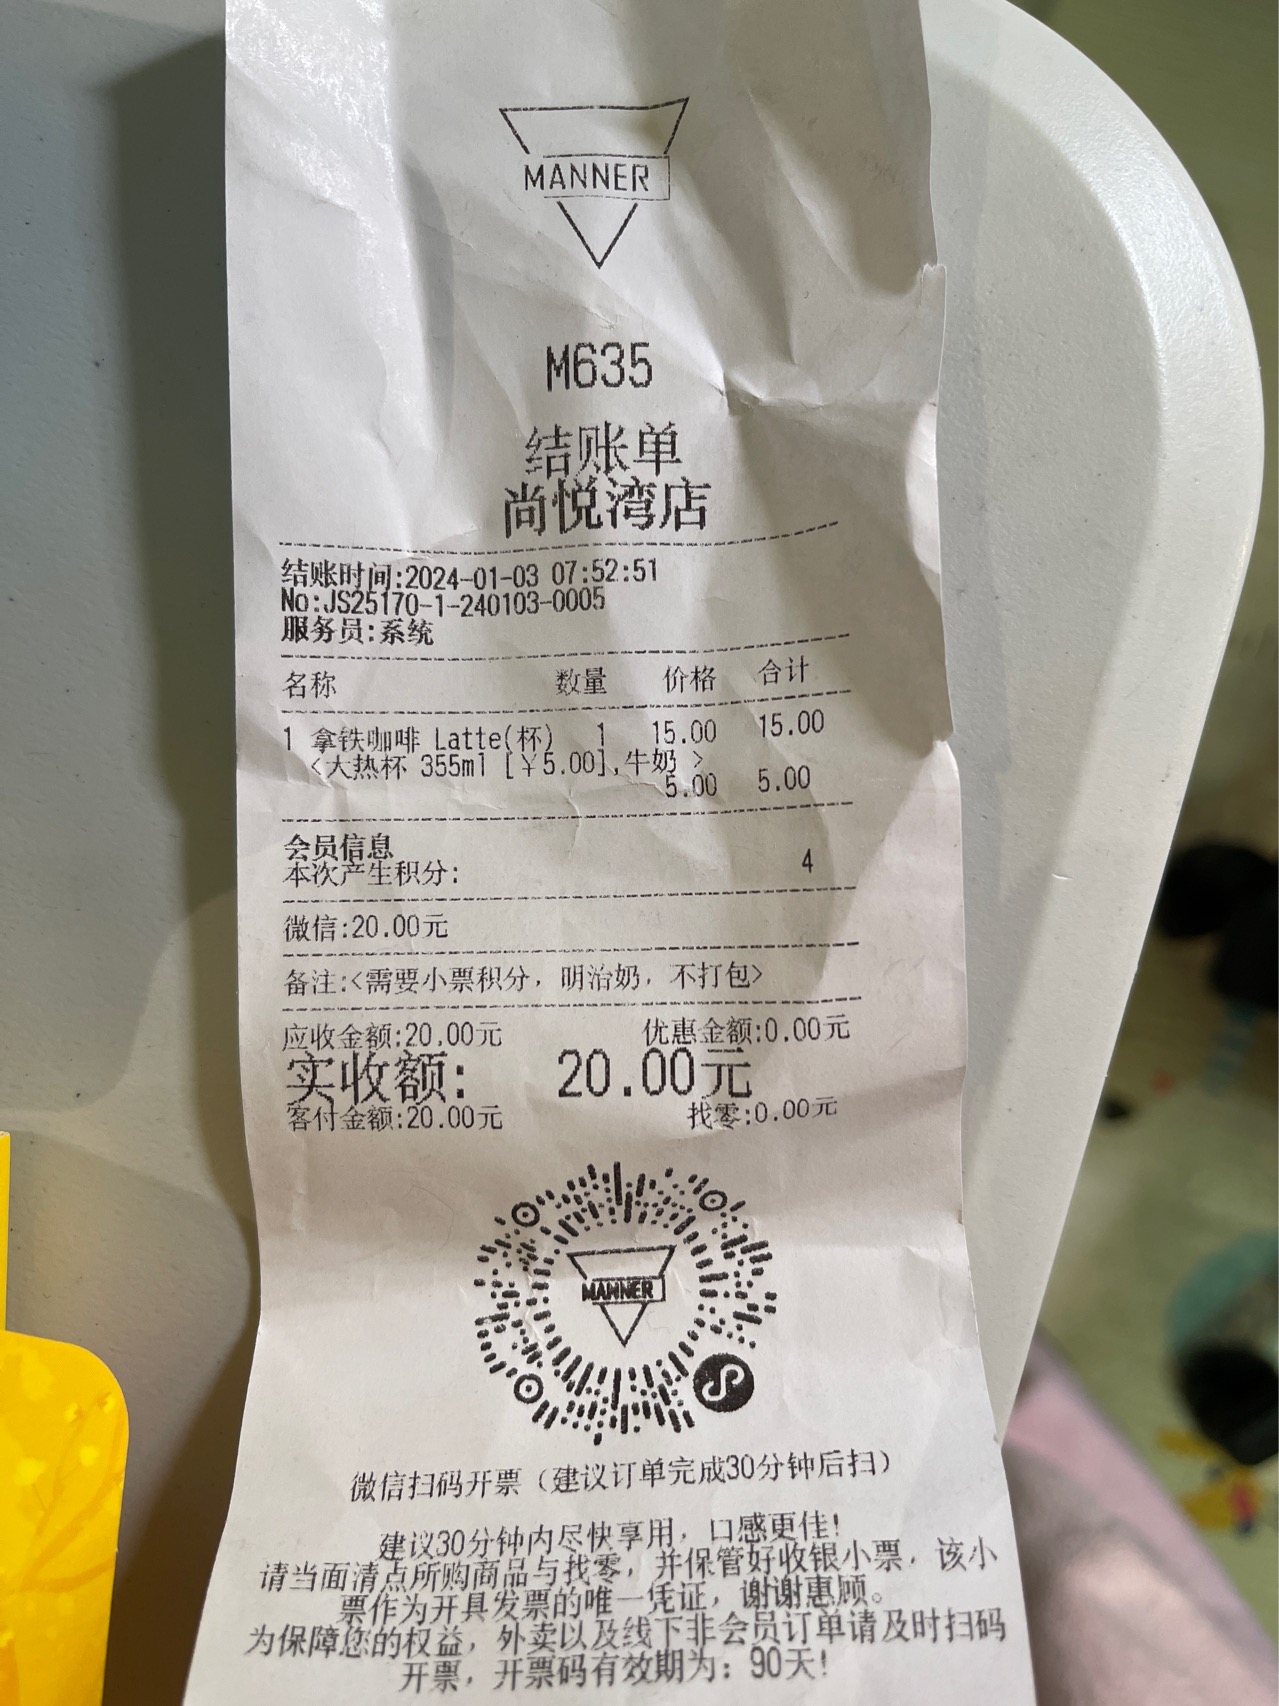 MANNER
M635
结账单
尚悦湾店
结账时间:2024-01-03 07:52:51
No:JS25170-1-240103-0005
服务员:系统
名称 数量 价格 合计
1 拿铁咖啡 Latte(杯) 1 15.00 15.00
<大热杯 355ml [￥5.00],牛奶 >
5.00 5.00
会员信息
本次产生积分: 4
微信:20.00元
备注:<需要小票积分，明治奶，不打包>
应收金额:20.00元 优惠金额:0.00元
实收额: 20.00元
客付金额:20.00元 找零:0.00元
MANNER
微信扫码开票（建议订单完成30分钟后扫）
建议30分钟内尽快享用，口感更佳!
请当面清点所购商品与找零，并保管好收银小票，该小
票作为开具发票的唯一凭证，谢谢惠顾。
为保障您的权益，外卖以及线下非会员订单请及时扫码
开票，开票码有效期为：90天!